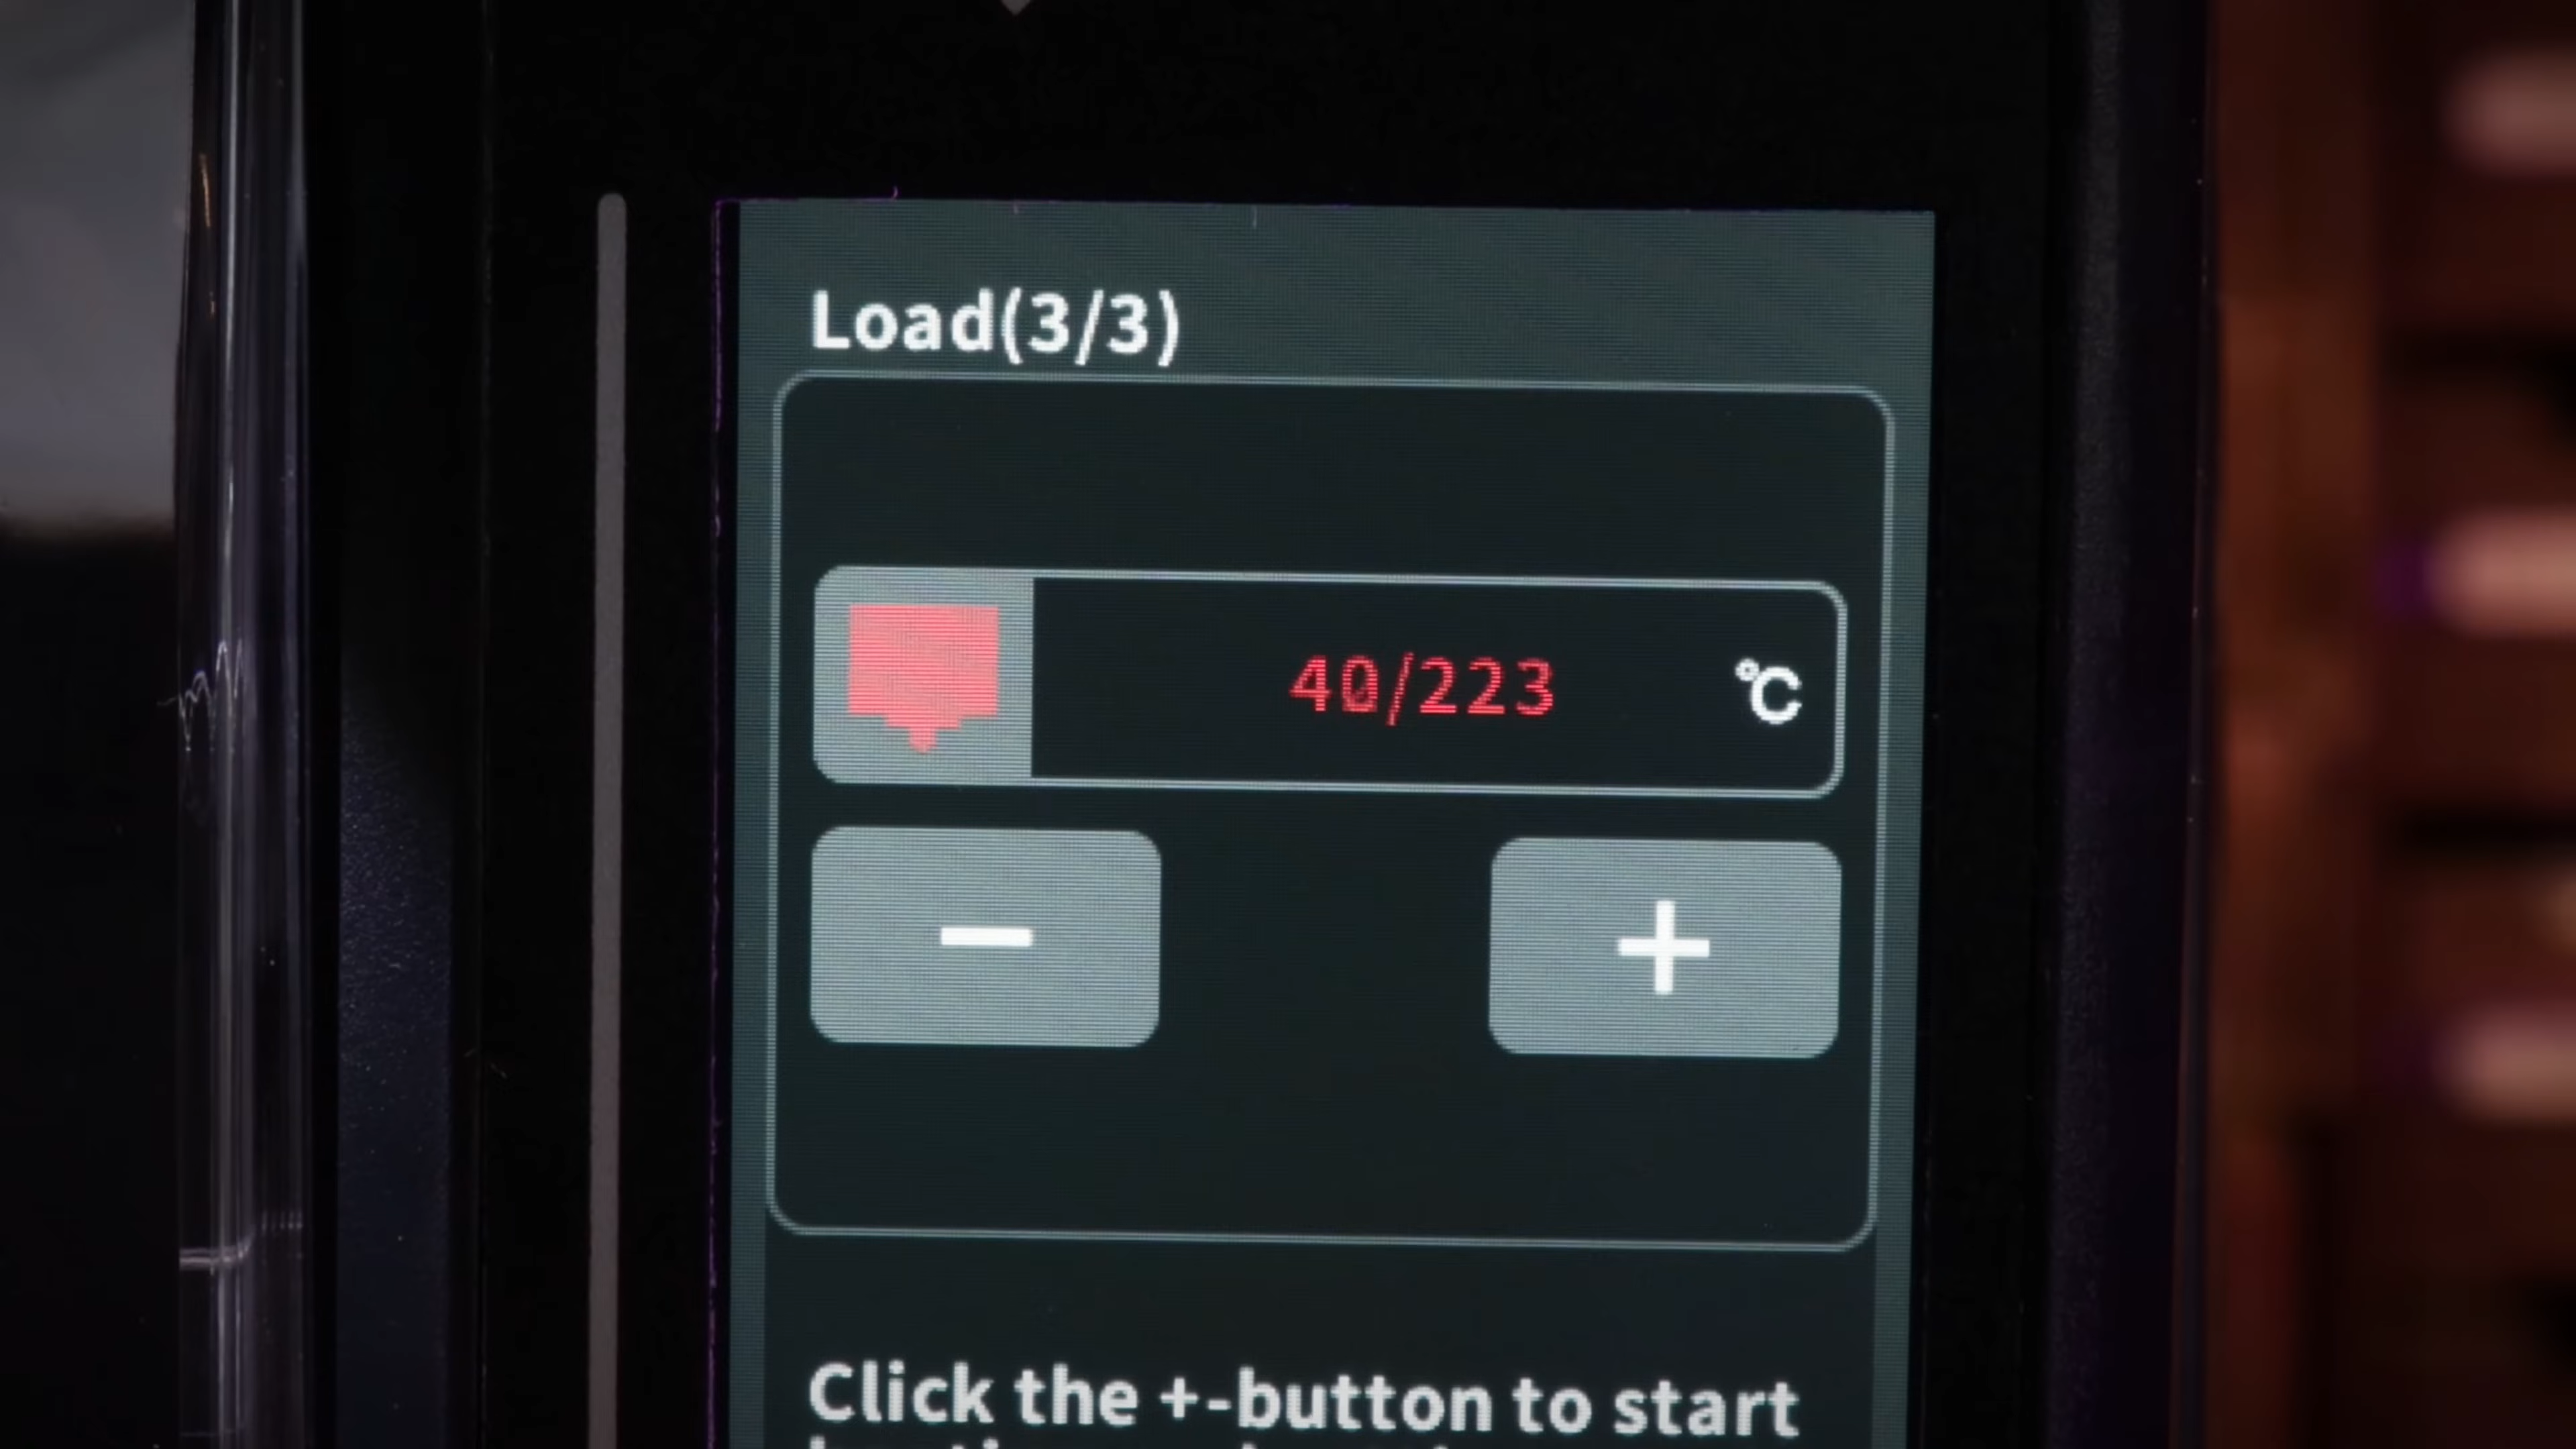 Load(3/3)
40/223 ℃
- +
Click the +-button to start